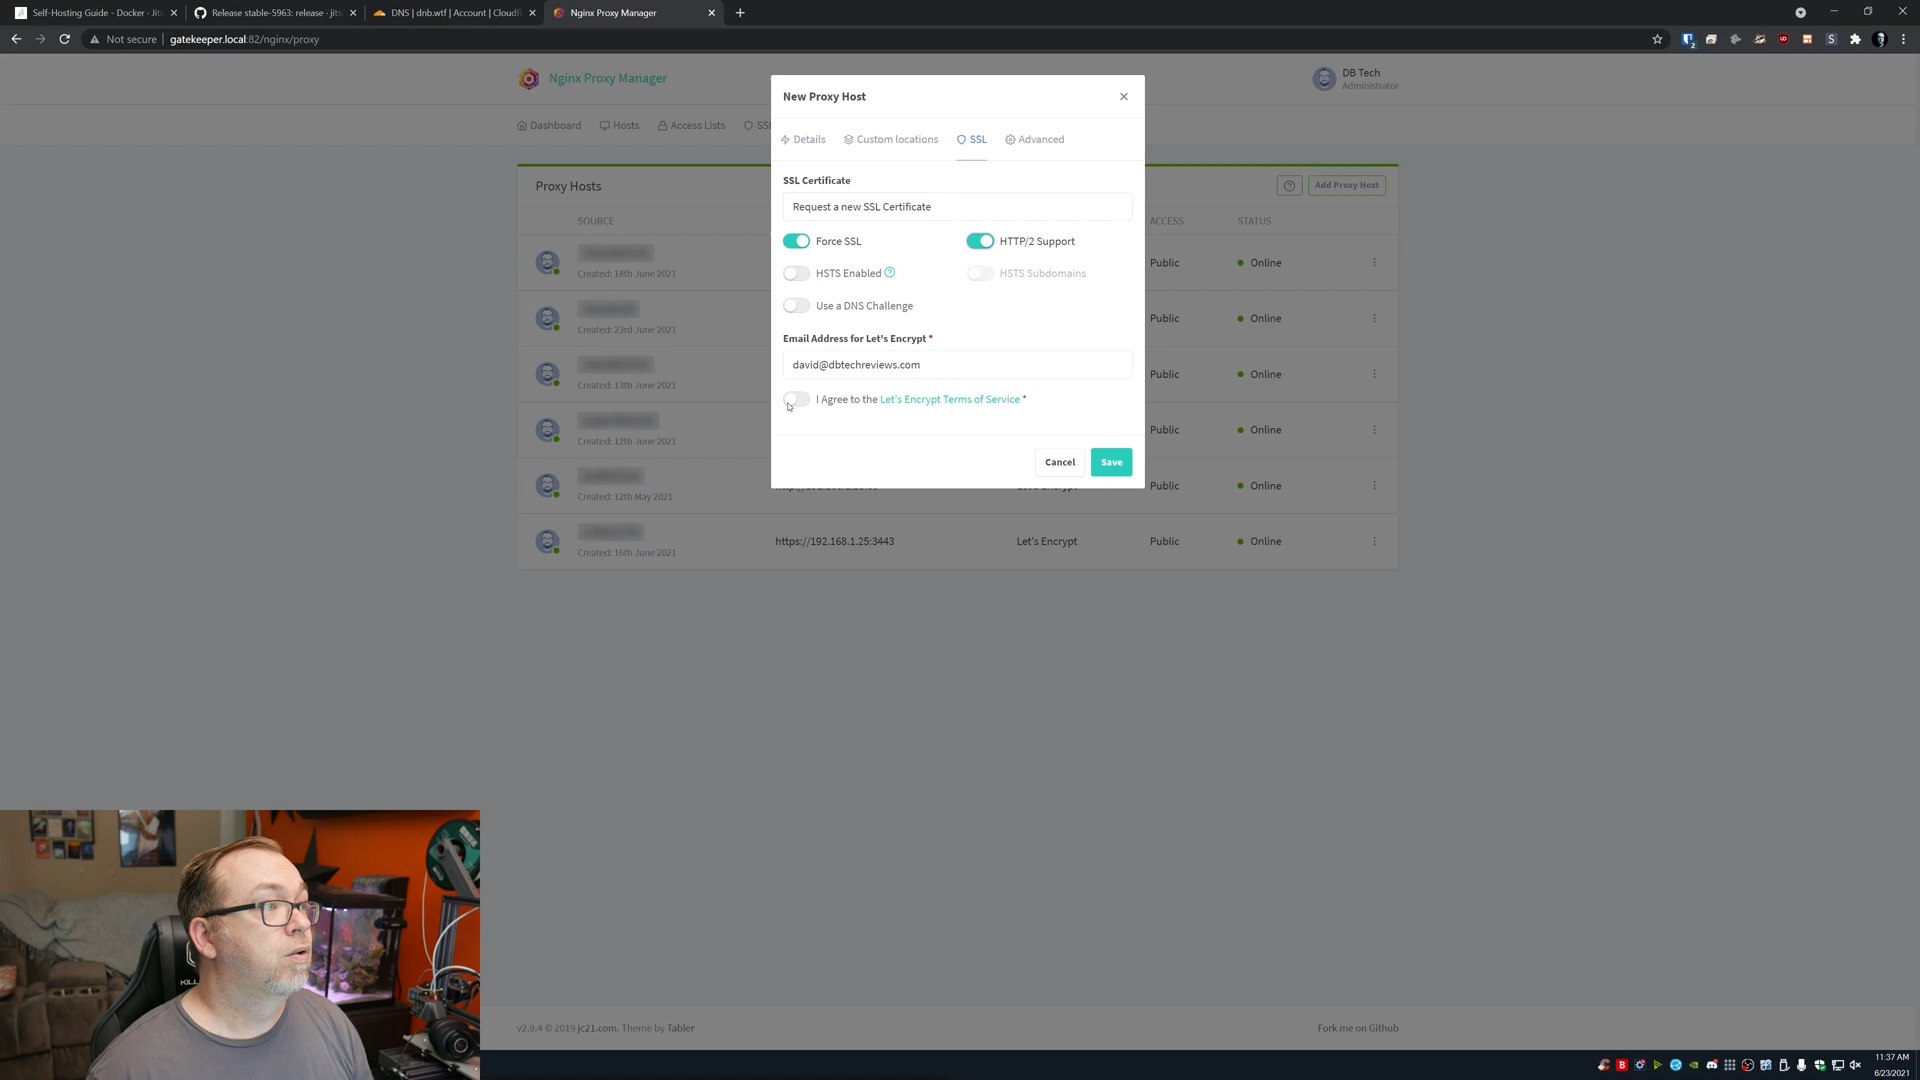 Self-Hosting Guide - Docker - Jits
Release stable-5963: release · jits
DNS | dnb.wtf | Account | Cloudfl
Nginx Proxy Manager
Not secure
gatekeeper.local:82/nginx/proxy
Nginx Proxy Manager
DB Tech
Administrator
Dashboard
Hosts
Access Lists
SS
New Proxy Host
Details
Custom locations
SSL
Advanced
SSL Certificate
Request a new SSL Certificate
Force SSL
HTTP/2 Support
HSTS Enabled
HSTS Subdomains
Use a DNS Challenge
Email Address for Let's Encrypt *
david@dbtechreviews.com
I Agree to the Let's Encrypt Terms of Service *
Cancel
Save
Proxy Hosts
Add Proxy Host
SOURCE
ACCESS
STATUS
Created: 18th June 2021
Public
Online
Created: 23rd June 2021
Public
Online
Created: 13th June 2021
Public
Online
Created: 12th June 2021
Public
Online
Created: 12th May 2021
Public
Online
Created: 16th June 2021
https://192.168.1.25:3443
Let's Encrypt
Public
Online
KILL
v2.9.4 © 2019 jc21.com. Theme by Tabler
Fork me on Github
11:37 AM
6/23/2021